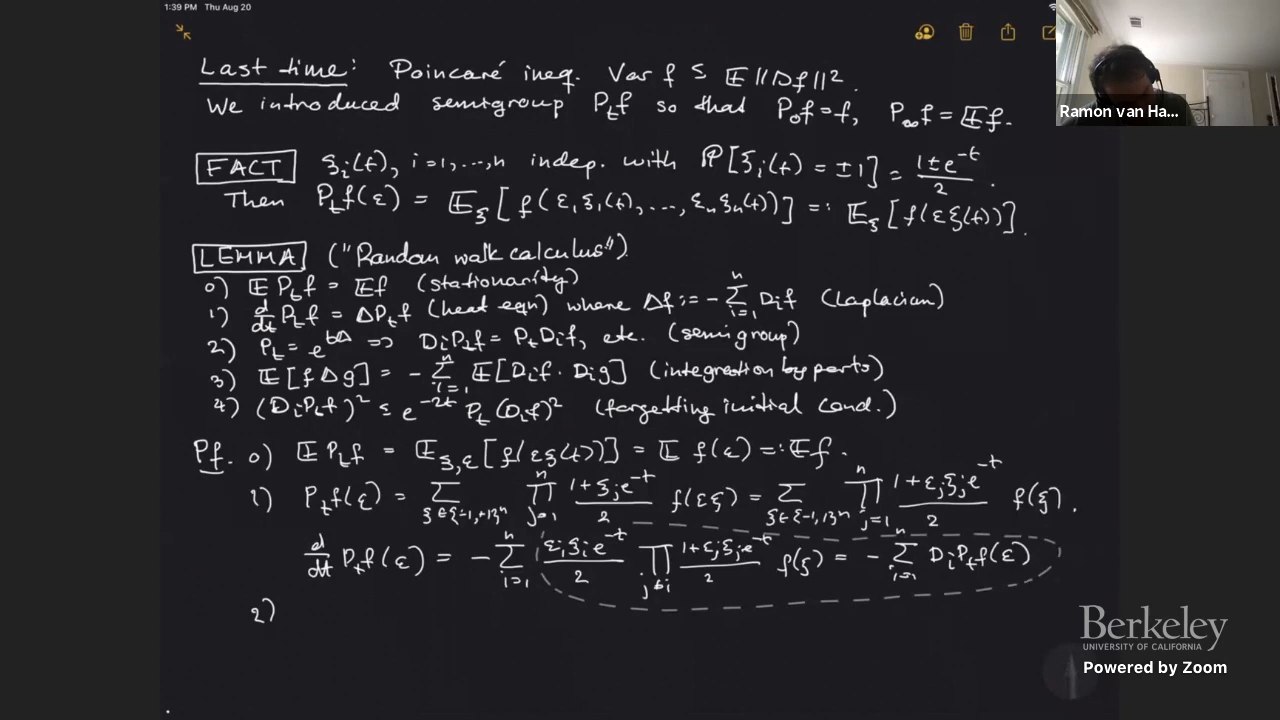 1:39 PM Thu Aug 20
Last time: Poincaré ineq. Var f ≤ E‖Df‖².
We introduced semigroup P_t f so that P_0 f = f, P_∞ f = E f.
FACT ξ_i(t), i=1,...,n indep. with P[ξ_i(t) = ±1] = (1±e^{-t})/2.
Then P_t f(ε) = E_ξ[f(ε_1 ξ_1(t),...,ε_n ξ_n(t))] =: E_ξ[f(εξ(t))].
LEMMA ("Random walk calculus")
0) E P_t f = E f (stationarity)
1) d/dt P_t f = Δ P_t f (heat eqn) where Δf := - Σ_{i=1}^n D_i f (Laplacian)
2) P_t = e^{tΔ} ⇒ D_i P_t f = P_t D_i f, etc. (semigroup)
3) E[f Δ g] = - Σ_{i=1}^n E[D_i f · D_i g] (integration by parts)
4) (D_i P_t f)² ≤ e^{-2t} P_t (D_i f)² (forgetting initial cond.)
Pf. 0) E P_t f = E_{ξ,ε}[f(εξ(t))] = E f(ε) =: E f.
1) P_t f(ε) = Σ_{ξ∈{-1,+1}^n} Π_{j=1}^n (1+ξ_j e^{-t})/2 f(εξ) = Σ_{ξ∈{-1,1}^n} Π_{j=1}^n (1+ε_j ξ_j e^{-t})/2 f(ξ).
d/dt P_t f(ε) = - Σ_{i=1}^n (ε_i ξ_i e^{-t})/2 Π_{j≠i} (1+ε_j ξ_j e^{-t})/2 f(ξ) = - Σ_{i=1}^n D_i P_t f(ε)
2)
Ramon van Ha...
Berkeley
UNIVERSITY OF CALIFORNIA
Powered by Zoom